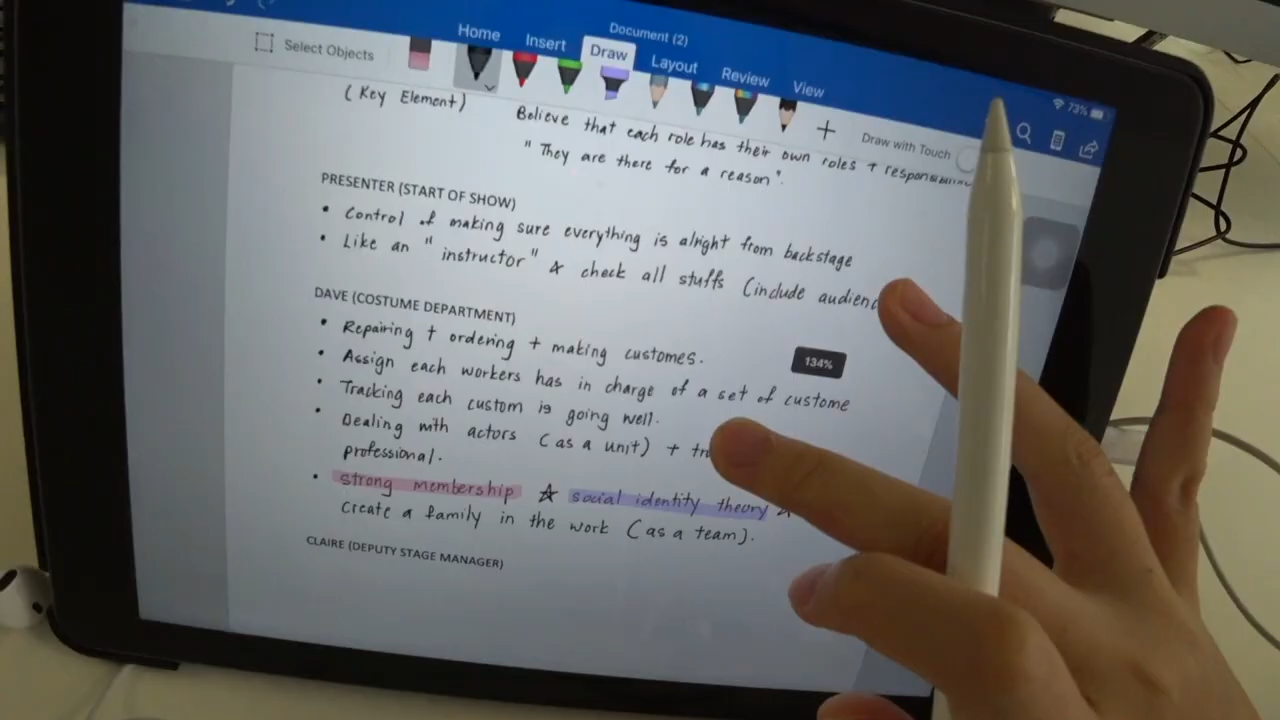 Document (2)
Home Insert Draw Layout Review View
73%
Select Objects
Draw with Touch
(Key Element)
Believe that each role has their own roles +
"They are there for a reason".
PRESENTER (START OF SHOW)
• Control of making sure everything is alright from backstage
• Like an "instructor" & check all stuffs (include
DAVE (COSTUME DEPARTMENT)
• Repairing + ordering + making customes.
134%
• Assign each workers has in charge of a set of custome
• Tracking each custom is going well.
• Dealing with actors (as a unit) +
professional.
• strong membership ☆ social identity theory
Create a family in the work (as a team).
CLAIRE (DEPUTY STAGE MANAGER)